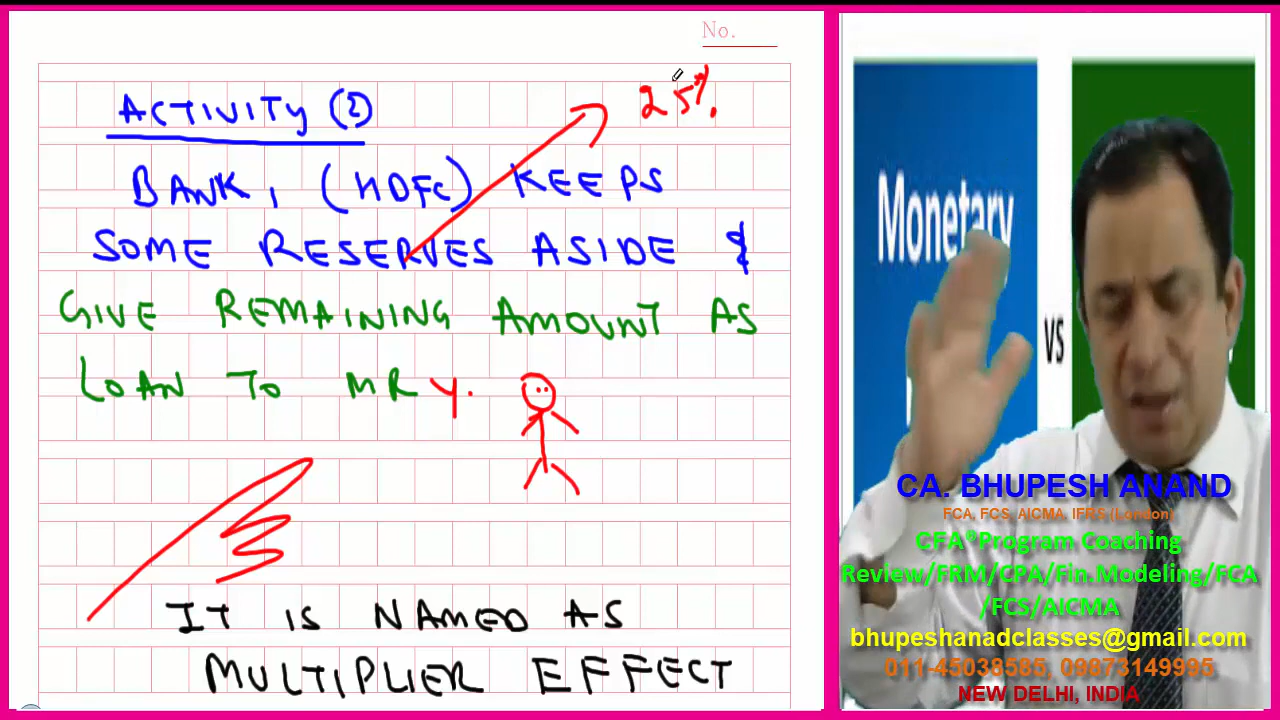 No.
ACTIVITY (2)
25%.
BANK, (HDFC) KEEPS
SOME RESERVES ASIDE &
GIVE REMAINING AMOUNT AS
LOAN TO MR Y.
IT IS NAMED AS
MULTIPLIER EFFECT
Monetary
vs
CA. BHUPESH ANAND
FCA, FCS, AICMA, IFRS (London)
CFA®Program Coaching
Review/FRM/CPA/Fin.Modeling/FCA
/FCS/AICMA
bhupeshanadclasses@gmail.com
011-45038585, 09873149995
NEW DELHI, INDIA